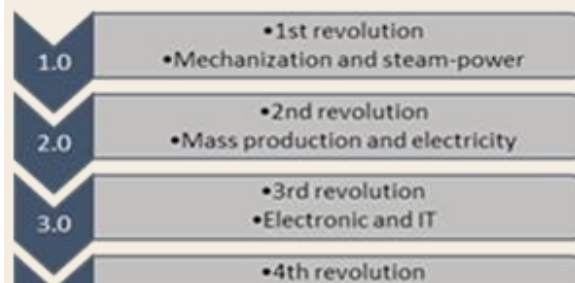 1.0
•1st revolution
•Mechanization and steam-power
2.0
•2nd revolution
•Mass production and electricity
3.0
•3rd revolution
•Electronic and IT
•4th revolution